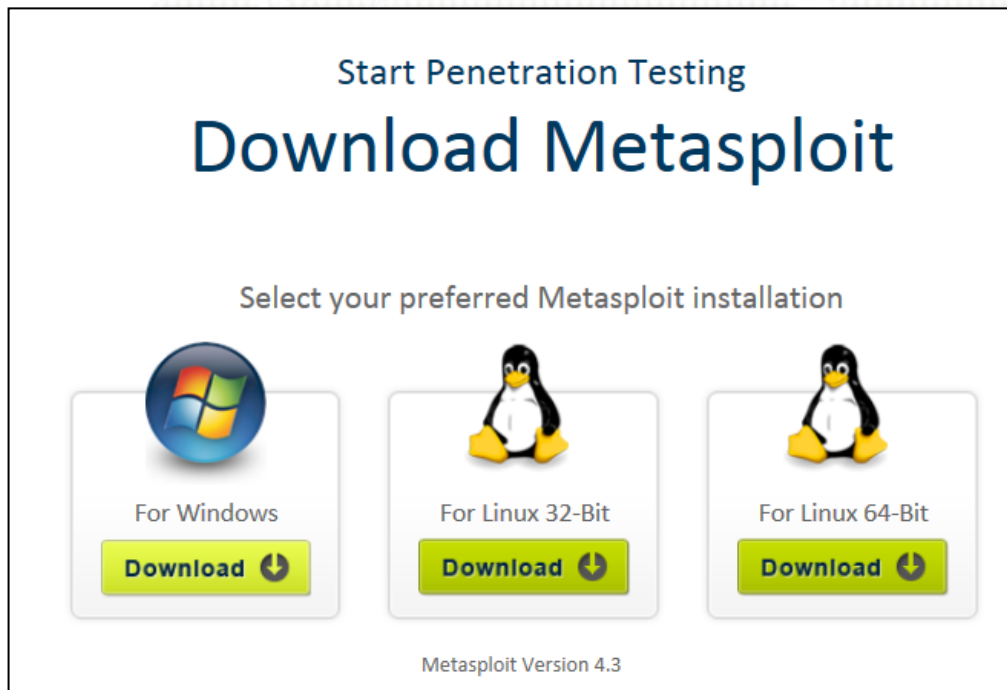 Start Penetration Testing
Download Metasploit
Select your preferred Metasploit installation
For Windows
Download
For Linux 32-Bit
Download
For Linux 64-Bit
Download
Metasploit Version 4.3